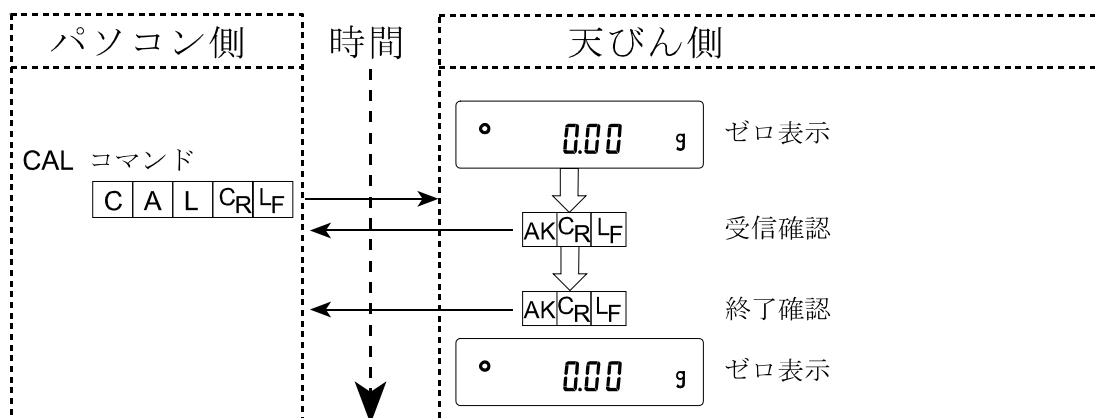 パソコン側 時間 天びん側
0.00 g ゼロ表示
CAL コマンド
C A L CR LF
AK CR LF 受信確認
AK CR LF 終了確認
0.00 g ゼロ表示